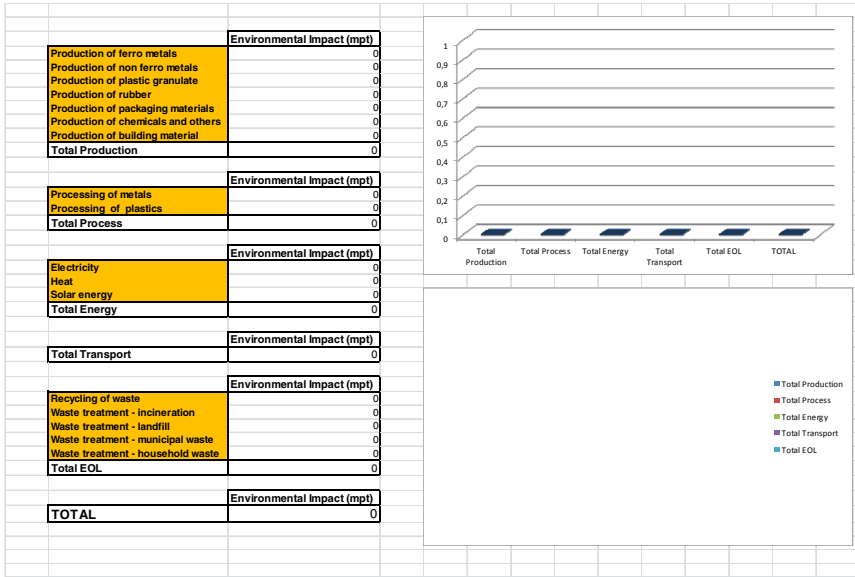 Environmental Impact (mpt)
Production of ferro metals 0
Production of non ferro metals 0
Production of plastic granulate 0
Production of rubber 0
Production of packaging materials 0
Production of chemicals and others 0
Production of building material 0
Total Production 0
Environmental Impact (mpt)
Processing of metals 0
Processing of plastics 0
Total Process 0
Environmental Impact (mpt)
Electricity 0
Heat 0
Solar energy 0
Total Energy 0
Environmental Impact (mpt)
Total Transport 0
Environmental Impact (mpt)
Recycling of waste 0
Waste treatment - incineration 0
Waste treatment - landfill 0
Waste treatment - municipal waste 0
Waste treatment - household waste 0
Total EOL 0
Environmental Impact (mpt)
TOTAL 0
1
0,9
0,8
0,7
0,6
0,5
0,4
0,3
0,2
0,1
0
Total Production
Total Process
Total Energy
Total Transport
Total EOL
TOTAL
Total Production
Total Process
Total Energy
Total Transport
Total EOL